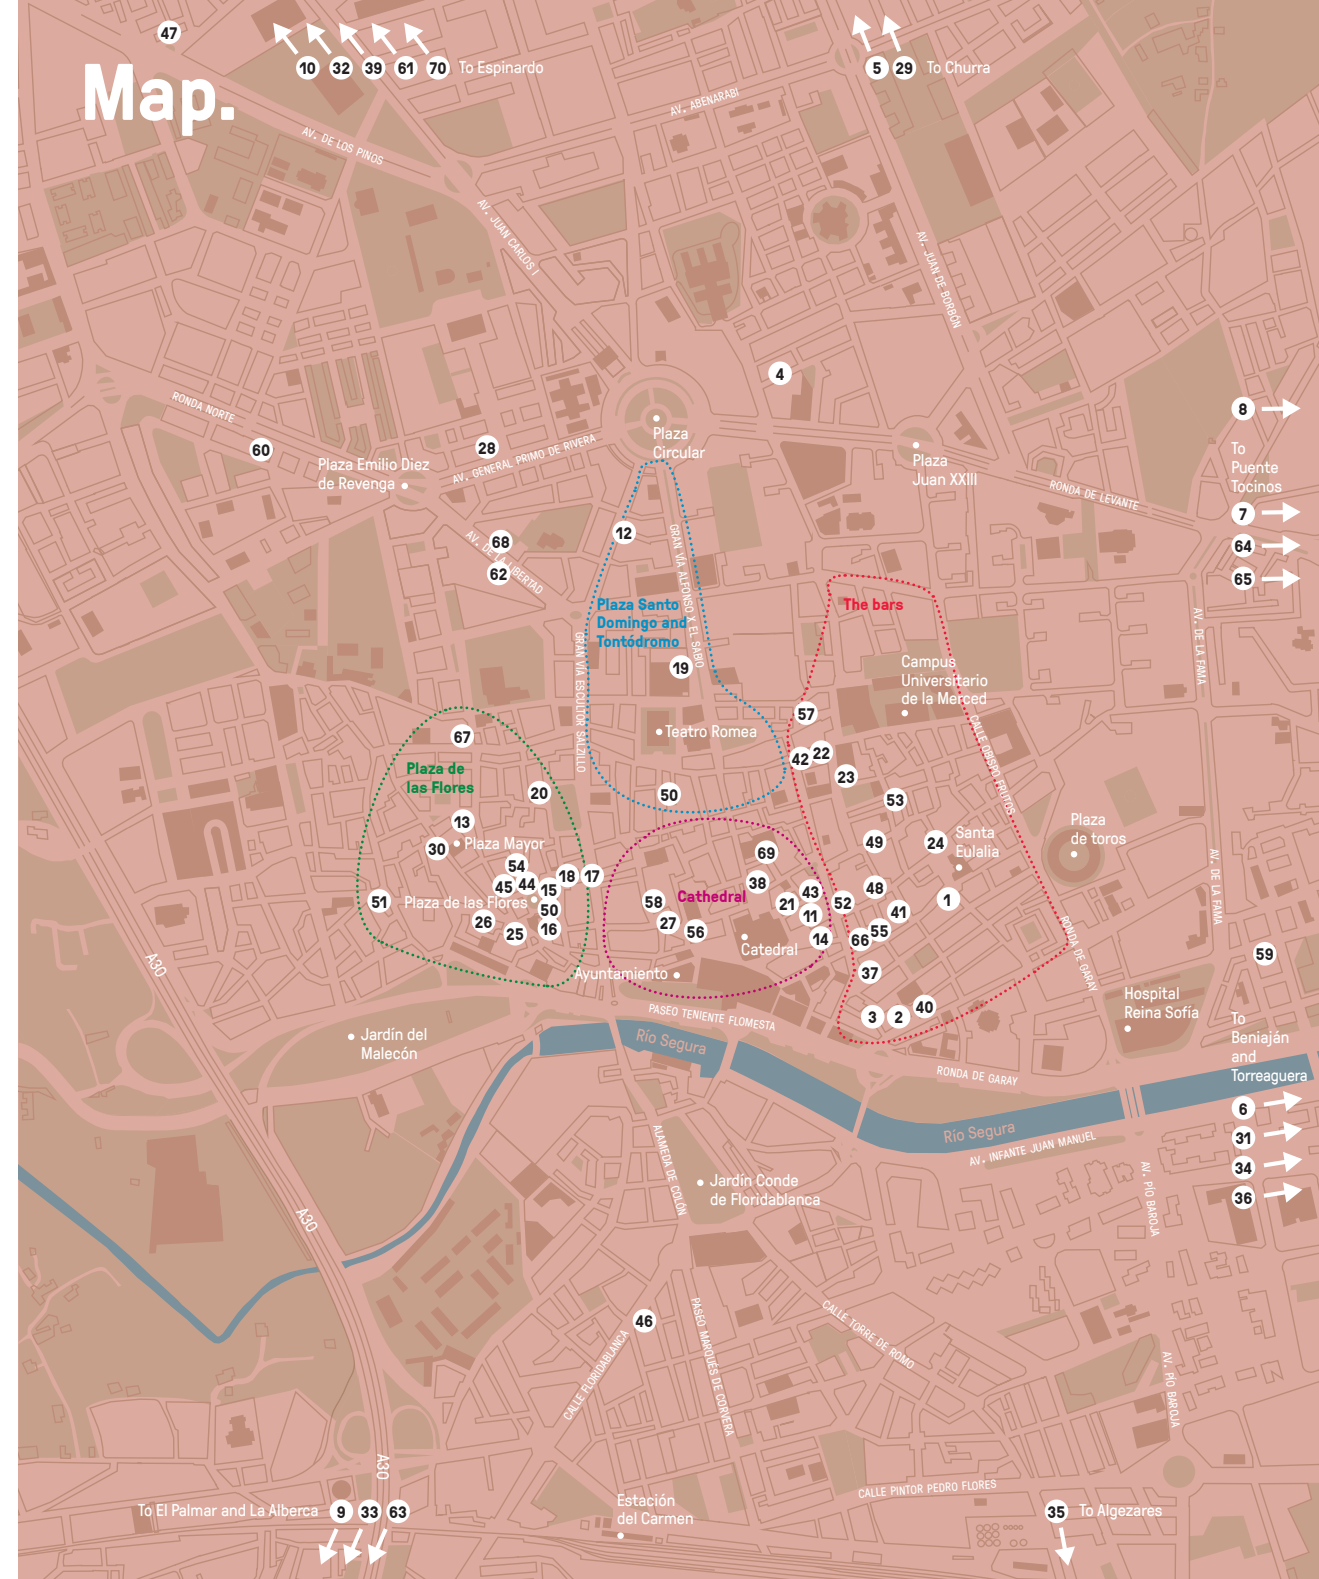 47
10 32 39 61 70 To Espinardo
5 29 To Churra
Map.
AV. ABENARABI
AV. DE LOS PINOS
AV. JUAN CARLOS I
AV. JUAN DE BORBÓN
4
RONDA NORTE
8
Plaza
Circular
60
28
AV. GENERAL PRIMO DE RIVERA
Plaza Emilio Diez
de Revenga
Plaza
Juan XXIII
RONDA DE LEVANTE
To
Puente
Tocinos
7
64
65
12
GRAN VÍA ALFONSO X EL SABIO
68
AV. DE LA LIBERTAD
62
Plaza Santo
Domingo and
Tontódromo
The bars
AV. DE LA FAMA
GRAN VÍA ESCULTOR SALZILLO
19
Campus
Universitario
de la Merced
57
CALLE OBISPO FRUTOS
Teatro Romea
67
42 22
23
Plaza de
las Flores
20
50
53
13
30
Plaza Mayor
49
24
Santa
Eulalia
Plaza
de toros
AV. DE LA FAMA
54
69
18 17
45 44 15
38
43
48
51
Plaza de las Flores
50
58
Cathedral
21
11
52
41
1
26
25
16
27
56
14
66
55
Catedral
RONDA DE GARAY
59
A30
Ayuntamiento
37
Hospital
Reina Sofía
3 2 40
PASEO TENIENTE FLOMESTA
Jardín del
Malecón
Río Segura
To
Beniaján
and
Torreaguera
RONDA DE GARAY
6
31
34
36
Río Segura
AV. INFANTE JUAN MANUEL
ALAMEDA DE COLÓN
Jardín Conde
de Floridablanca
AV. PÍO BAROJA
A30
46
CALLE FLORIDABLANCA
PASEO MARQUÉS DE CORVERA
CALLE TORRE DE ROMO
AV. PÍO BAROJA
A30
CALLE PINTOR PEDRO FLORES
To El Palmar and La Alberca 9 33 63
Estación
del Carmen
35 To Algezares